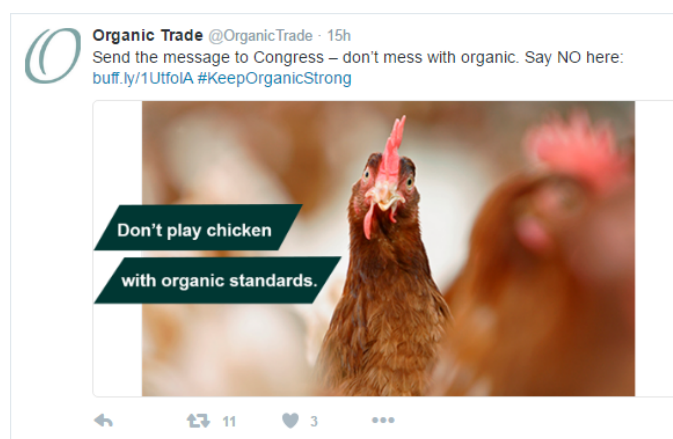 Organic Trade @OrganicTrade · 15h
Send the message to Congress – don't mess with organic. Say NO here:
buff.ly/1UtfolA #KeepOrganicStrong
Don't play chicken
with organic standards.
11 3